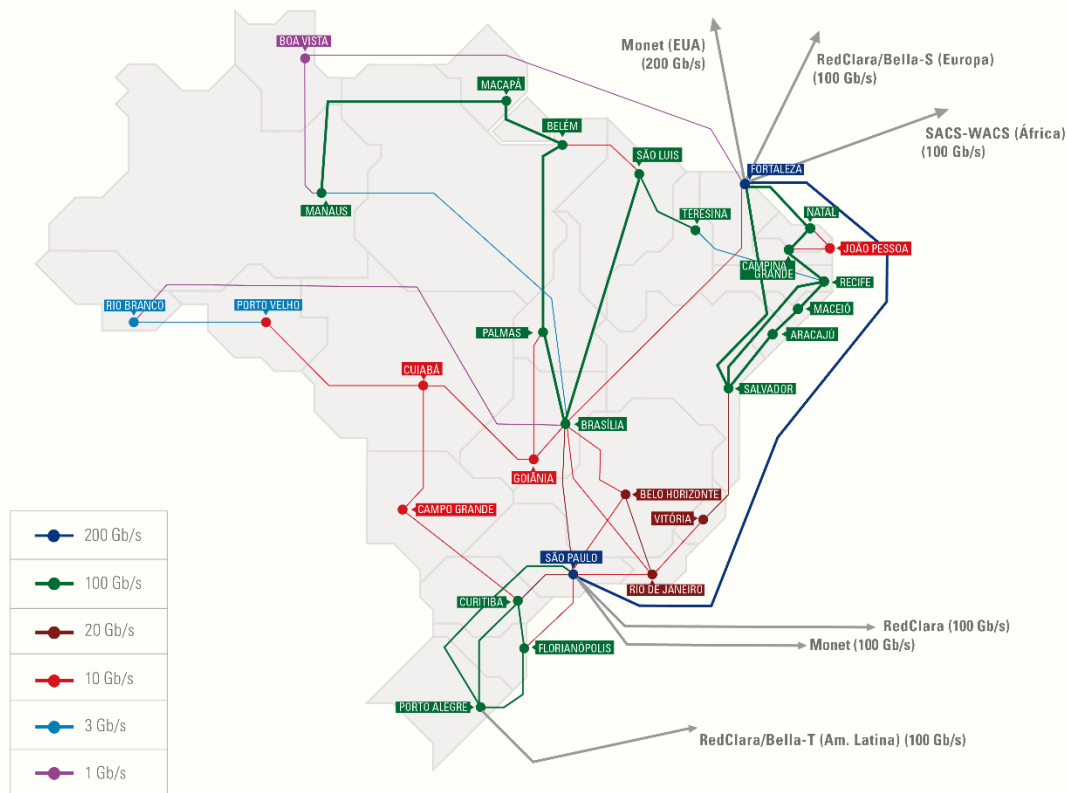 BOA VISTA
Monet (EUA)
(200 Gb/s)
RedClara/Bella-S (Europa)
(100 Gb/s)
MACAPÁ
SACS-WACS (África)
(100 Gb/s)
BELÉM
SÃO LUIS
FORTALEZA
MANAUS
TERESINA
NATAL
JOÃO PESSOA
CAMPINA
GRANDE
RECIFE
RIO BRANCO
PORTO VELHO
MACEIÓ
PALMAS
ARACAJÚ
CUIABÁ
SALVADOR
BRASÍLIA
GOIÂNIA
BELO HORIZONTE
CAMPO GRANDE
VITÓRIA
200 Gb/s
SÃO PAULO
100 Gb/s
RIO DE JANEIRO
CURITIBA
20 Gb/s
RedClara (100 Gb/s)
Monet (100 Gb/s)
FLORIANÓPOLIS
10 Gb/s
PORTO ALEGRE
3 Gb/s
RedClara/Bella-T (Am. Latina) (100 Gb/s)
1 Gb/s